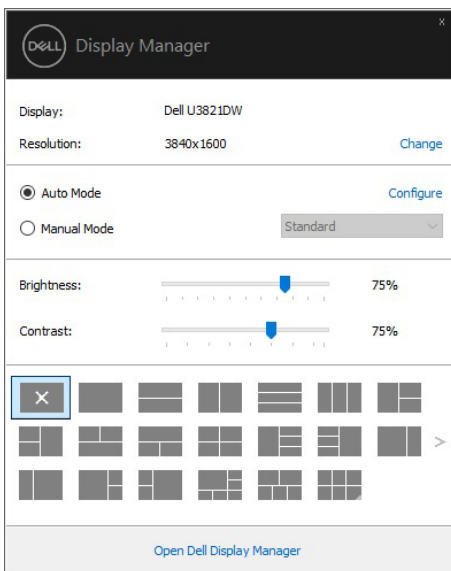 x
DELL Display Manager
Display: Dell U3821DW
Resolution: 3840x1600 Change
Auto Mode Configure
Manual Mode Standard
Brightness: 75%
Contrast: 75%
Open Dell Display Manager